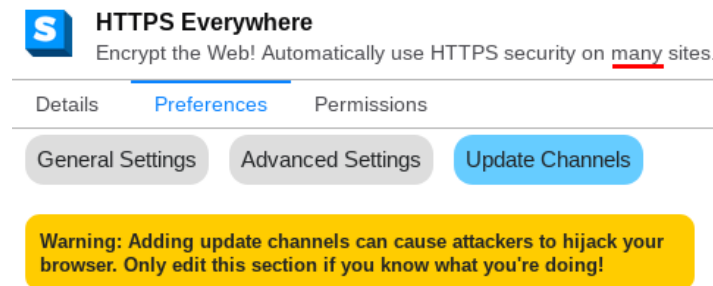 S
HTTPS Everywhere
Encrypt the Web! Automatically use HTTPS security on many sites.
Details Preferences Permissions
General Settings Advanced Settings Update Channels
Warning: Adding update channels can cause attackers to hijack your
browser. Only edit this section if you know what you're doing!